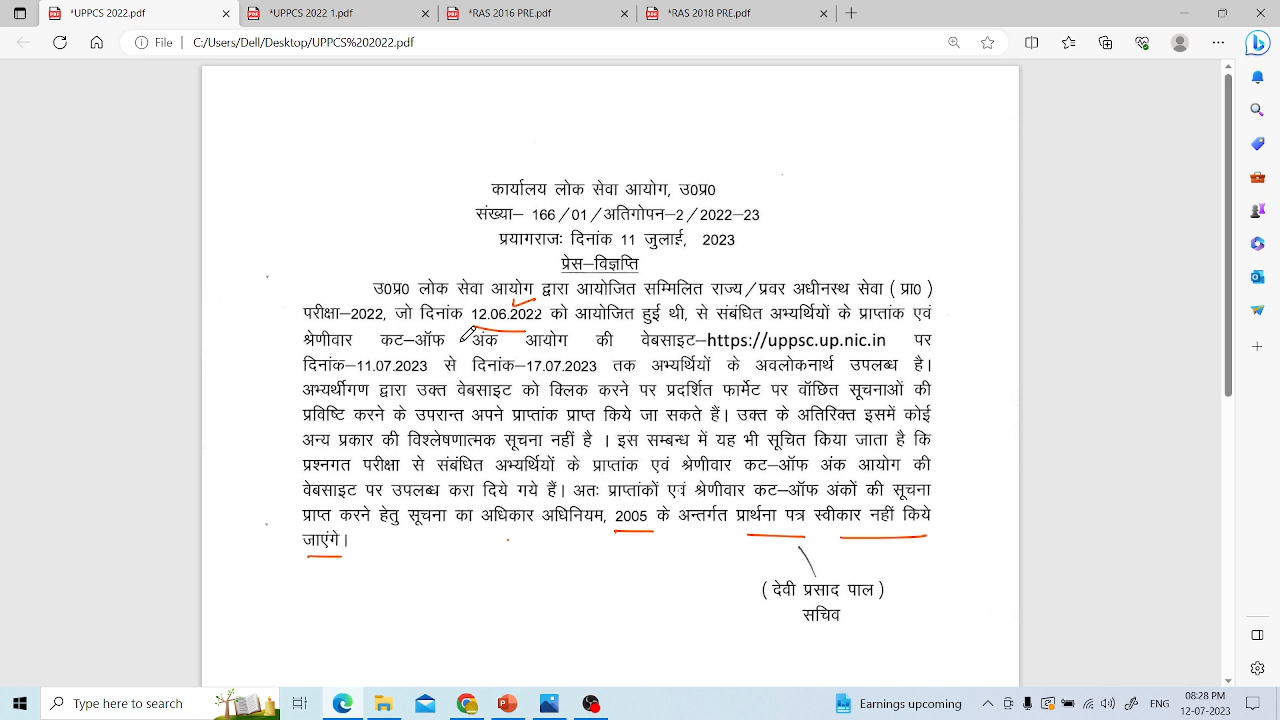 *UPPCS 2022.pdf
*UPPCS 2022 1.pdf
*RAS 2016 PRE.pdf
*RAS 2018 PRE.pdf
File C:/Users/Dell/Desktop/UPPCS%202022.pdf
कार्यालय लोक सेवा आयोग, उ0प्र0
संख्या– 166/01/अतिगोपन–2/2022–23
प्रयागराजः दिनांक 11 जुलाई, 2023
प्रेस–विज्ञप्ति
उ0प्र0 लोक सेवा आयोग द्वारा आयोजित सम्मिलित राज्य/प्रवर अधीनस्थ सेवा (प्रा0)
परीक्षा–2022, जो दिनांक 12.06.2022 को आयोजित हुई थी, से संबंधित अभ्यर्थियों के प्राप्तांक एवं
श्रेणीवार कट–ऑफ अंक आयोग की वेबसाइट–https://uppsc.up.nic.in पर
दिनांक–11.07.2023 से दिनांक–17.07.2023 तक अभ्यर्थियों के अवलोकनार्थ उपलब्ध है।
अभ्यर्थीगण द्वारा उक्त वेबसाइट को क्लिक करने पर प्रदर्शित फार्मेट पर वॉछित सूचनाओं की
प्रविष्टि करने के उपरान्त अपने प्राप्तांक प्राप्त किये जा सकते हैं। उक्त के अतिरिक्त इसमें कोई
अन्य प्रकार की विश्लेषणात्मक सूचना नहीं है । इस सम्बन्ध में यह भी सूचित किया जाता है कि
प्रश्नगत परीक्षा से संबंधित अभ्यर्थियों के प्राप्तांक एवं श्रेणीवार कट–ऑफ अंक आयोग की
वेबसाइट पर उपलब्ध करा दिये गये हैं। अतः प्राप्तांकों एवं श्रेणीवार कट–ऑफ अंकों की सूचना
प्राप्त करने हेतु सूचना का अधिकार अधिनियम, 2005 के अन्तर्गत प्रार्थना पत्र स्वीकार नहीं किये
जाएंगे।
(देवी प्रसाद पाल)
सचिव
Type here to search
Earnings upcoming
ENG
06:28 PM
12-07-2023